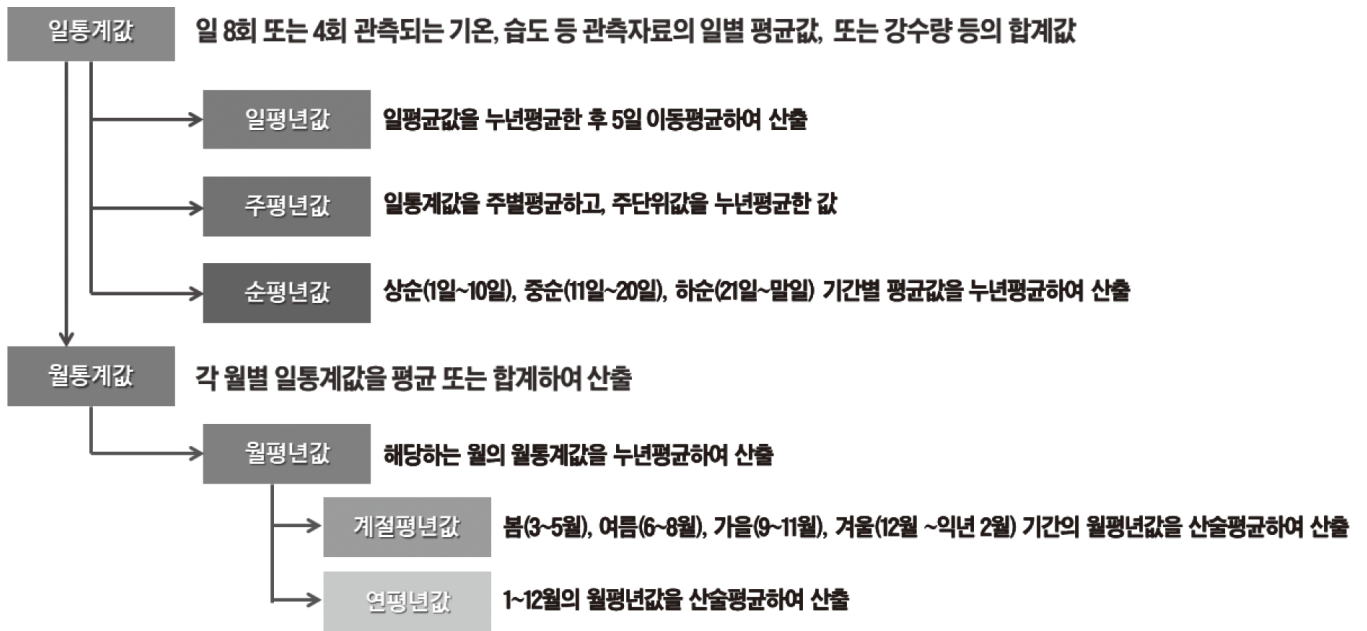 일통계값 일 8회 또는 4회 관측되는 기온, 습도 등 관측자료의 일별 평균값, 또는 강수량 등의 합계값
일평년값 일평균값을 누년평균한 후 5일 이동평균하여 산출
주평년값 일통계값을 주별평균하고, 주단위값을 누년평균한 값
순평년값 상순(1일~10일), 중순(11일~20일), 하순(21일~말일) 기간별 평균값을 누년평균하여 산출
월통계값 각 월별 일통계값을 평균 또는 합계하여 산출
월평년값 해당하는 월의 월통계값을 누년평균하여 산출
계절평년값 봄(3~5월), 여름(6~8월), 가을(9~11월), 겨울(12월 ~익년 2월) 기간의 월평년값을 산술평균하여 산출
연평년값 1~12월의 월평년값을 산술평균하여 산출